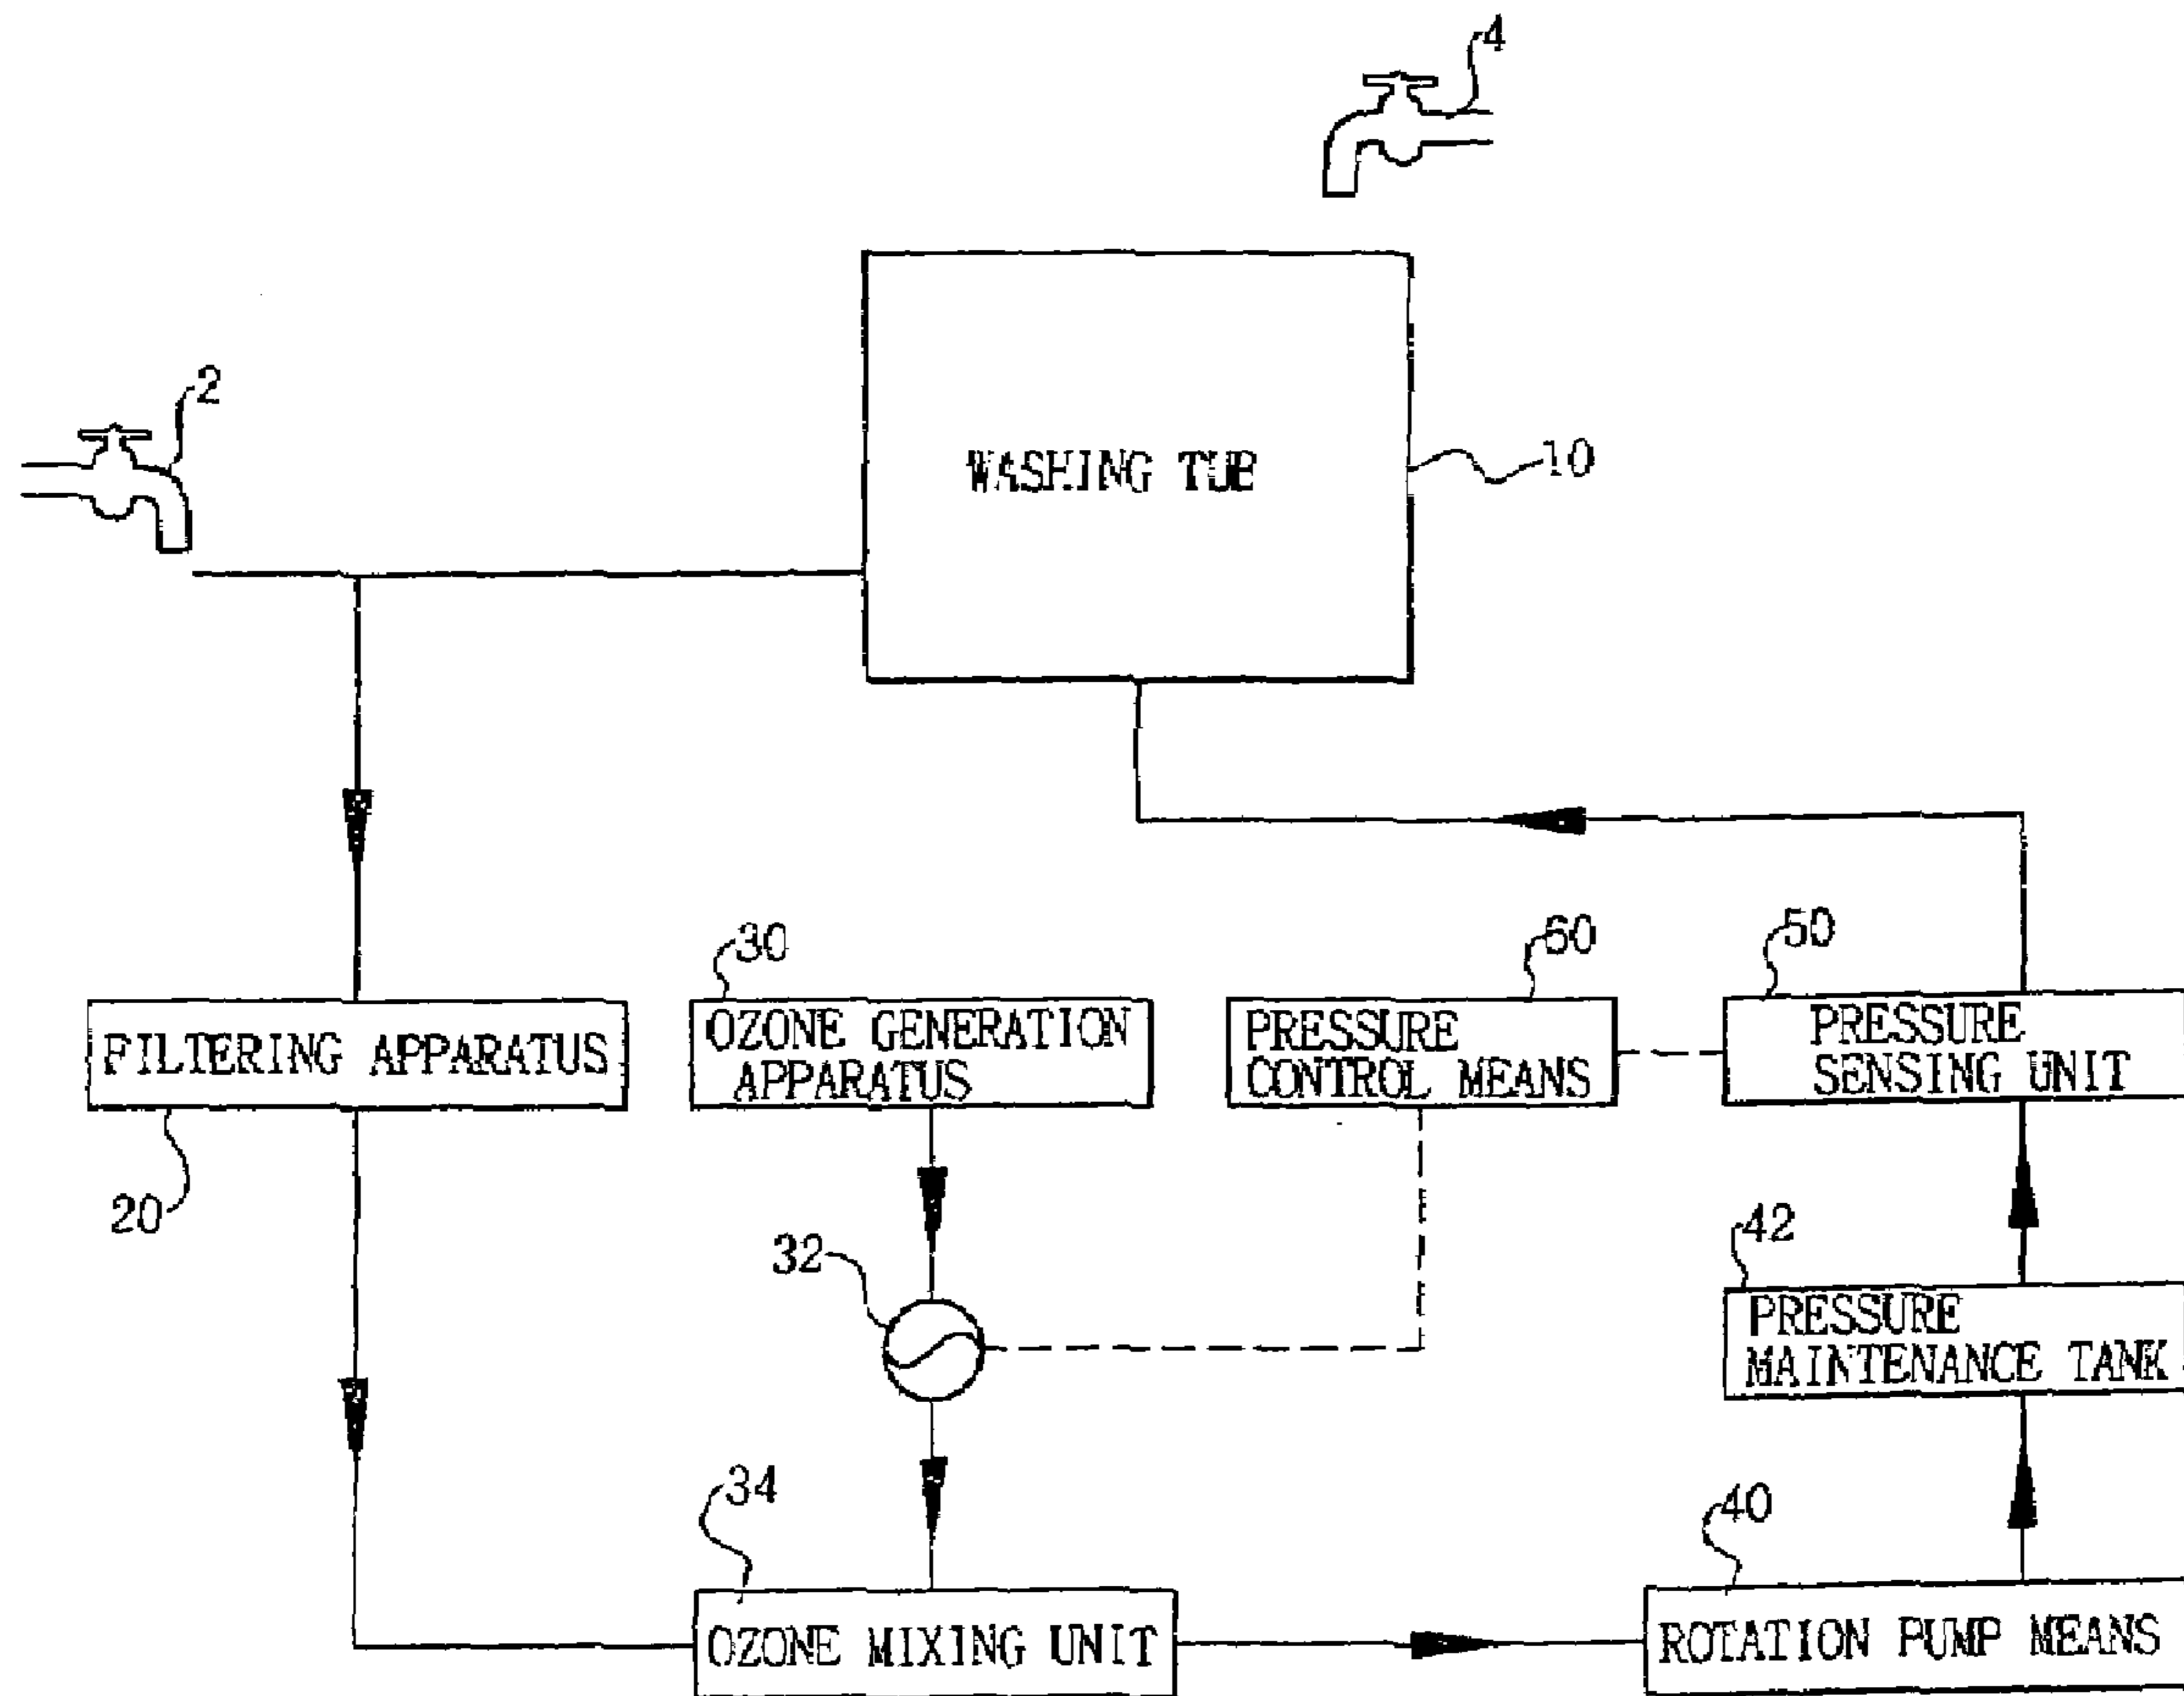 4
2
WASHING TUB
10
30
60
50
FILTERING APPARATUS
OZONE GENERATION
APPARATUS
PRESSURE
CONTROL MEANS
PRESSURE
SENSING UNIT
20
32
42
PRESSURE
MAINTENANCE TANK
34
40
OZONE MIXING UNIT
ROTATION PUMP MEANS